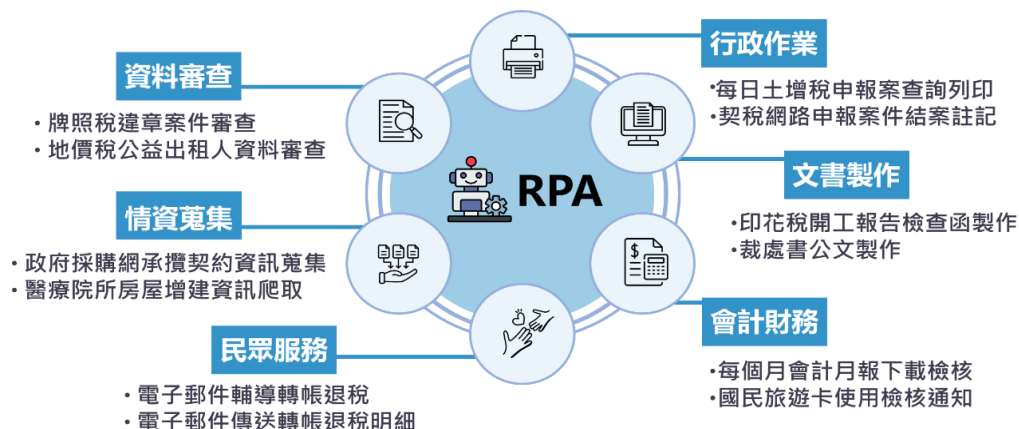 行政作業
•每日土增稅申報案查詢列印
•契稅網路申報案件結案註記
文書製作
•印花稅開工報告檢查函製作
•裁處書公文製作
會計財務
•每個月會計月報下載檢核
•國民旅遊卡使用檢核通知
民眾服務
•電子郵件輔導轉帳退稅
•電子郵件傳送轉帳退稅明細
情資蒐集
•政府採購網承攬契約資訊蒐集
•醫療院所房屋增建資訊爬取
資料審查
•牌照稅違章案件審查
•地價稅公益出租人資料審查
RPA
$